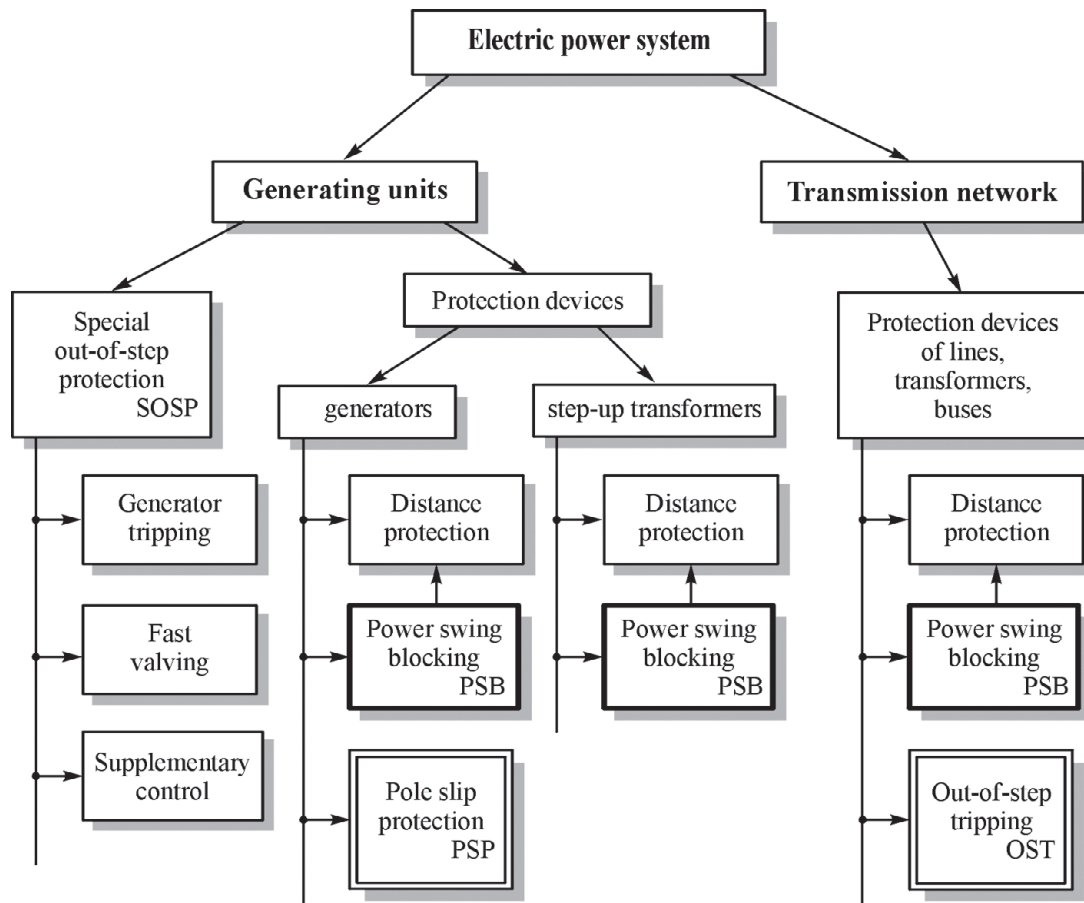 Electric power system
Generating units
Transmission network
Special
out-of-step
protection
SOSP
Protection devices
generators
step-up transformers
Protection devices
of lines,
transformers,
buses
Generator
tripping
Fast
valving
Supplementary
control
Distance
protection
Power swing
blocking
PSB
Pole slip
protection
PSP
Distance
protection
Power swing
blocking
PSB
Distance
protection
Power swing
blocking
PSB
Out-of-step
tripping
OST